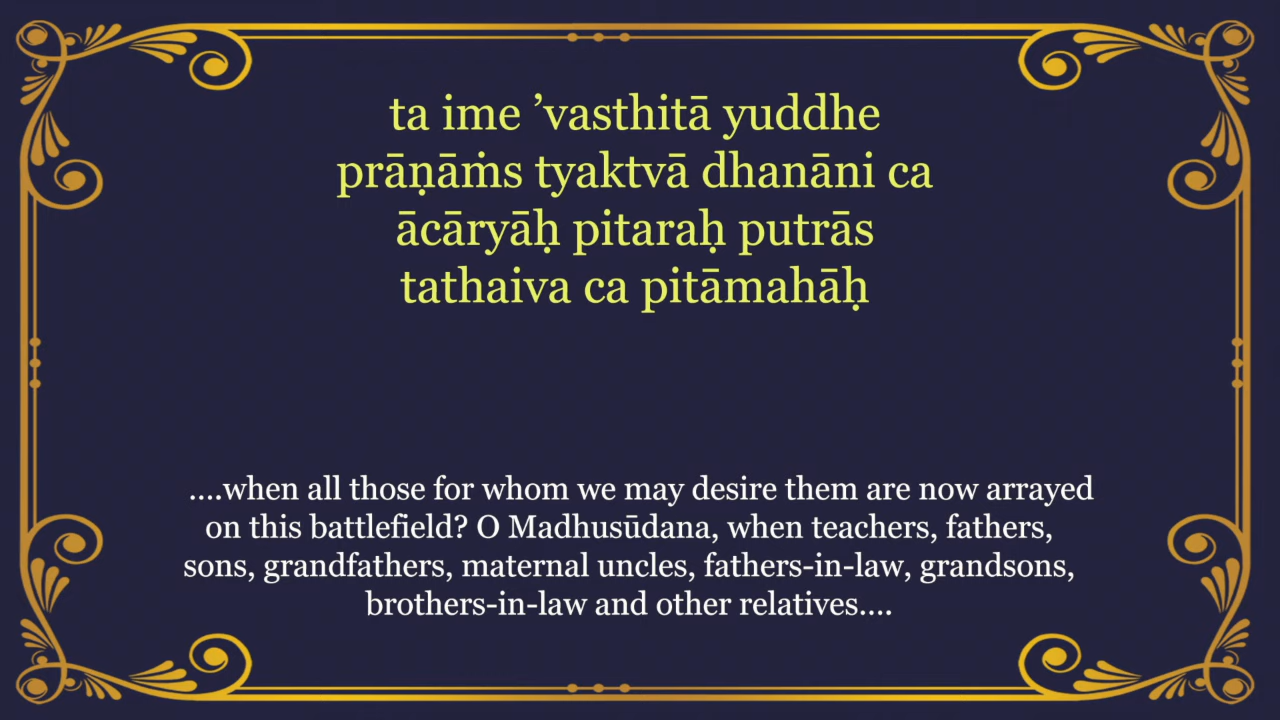 ta ime ’vasthitā yuddhe
prāṇāṁs tyaktvā dhanāni ca
ācāryāḥ pitaraḥ putrās
tathaiva ca pitāmahāḥ
....when all those for whom we may desire them are now arrayed
on this battlefield? O Madhusūdana, when teachers, fathers,
sons, grandfathers, maternal uncles, fathers-in-law, grandsons,
brothers-in-law and other relatives....